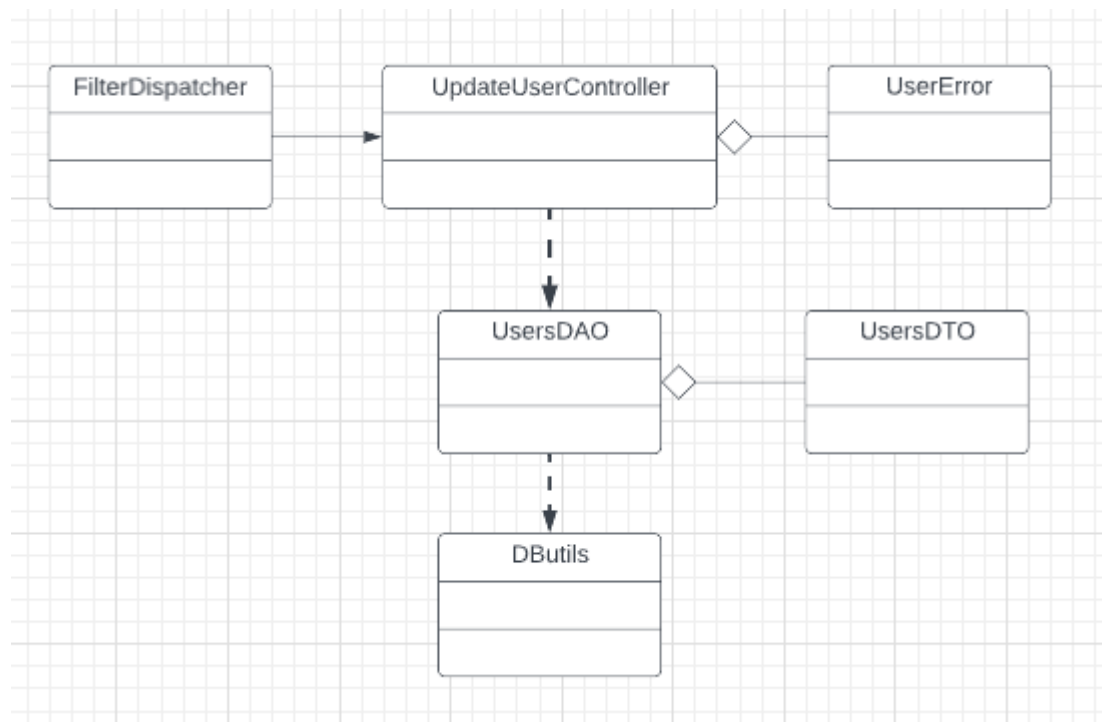 FilterDispatcher
UpdateUserController
UserError
UsersDAO
UsersDTO
DButils